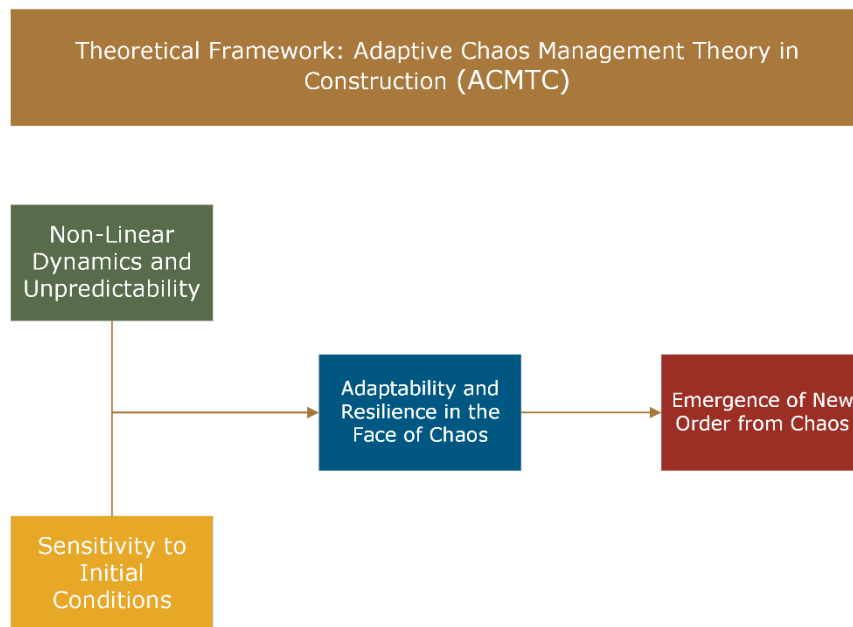 Theoretical Framework: Adaptive Chaos Management Theory in
Construction (ACMTC)
Non-Linear
Dynamics and
Unpredictability
Adaptability and
Resilience in the
Face of Chaos
Emergence of New
Order from Chaos
Sensitivity to
Initial
Conditions